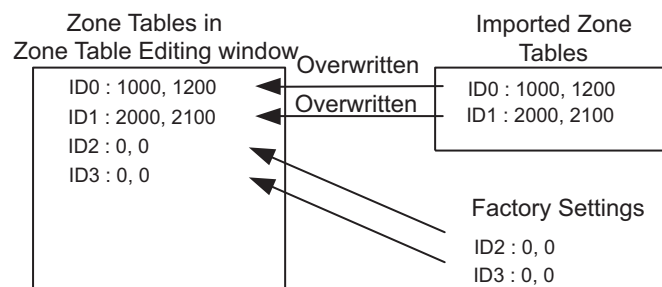 Zone Tables in
Zone Table Editing window
ID0 : 1000, 1200
ID1 : 2000, 2100
ID2 : 0, 0
ID3 : 0, 0
Overwritten
Overwritten
Imported Zone
Tables
ID0 : 1000, 1200
ID1 : 2000, 2100
Factory Settings
ID2 : 0, 0
ID3 : 0, 0